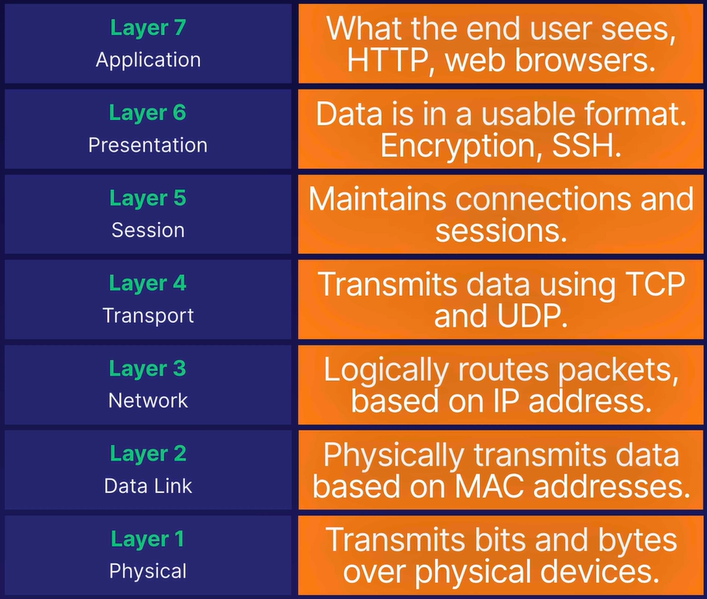 Layer 7
Application
What the end user sees,
HTTP, web browsers.
Layer 6
Presentation
Data is in a usable format.
Encryption, SSH.
Layer 5
Session
Maintains connections and
sessions.
Layer 4
Transport
Transmits data using TCP
and UDP.
Layer 3
Network
Logically routes packets,
based on IP address.
Layer 2
Data Link
Physically transmits data
based on MAC addresses.
Layer 1
Physical
Transmits bits and bytes
over physical devices.